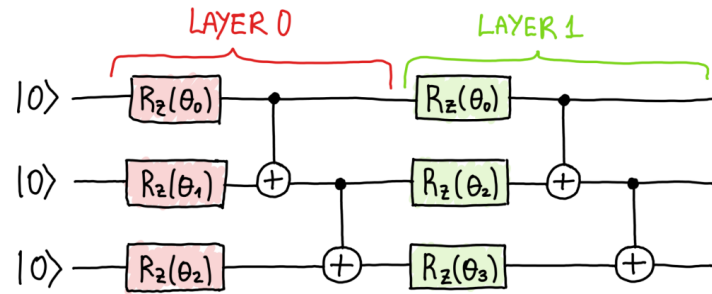 LAYER 0 LAYER 1
|0⟩ Rz(θ0) Rz(θ0)
|0⟩ Rz(θ1) + Rz(θ2) +
|0⟩ Rz(θ2) + Rz(θ3) +